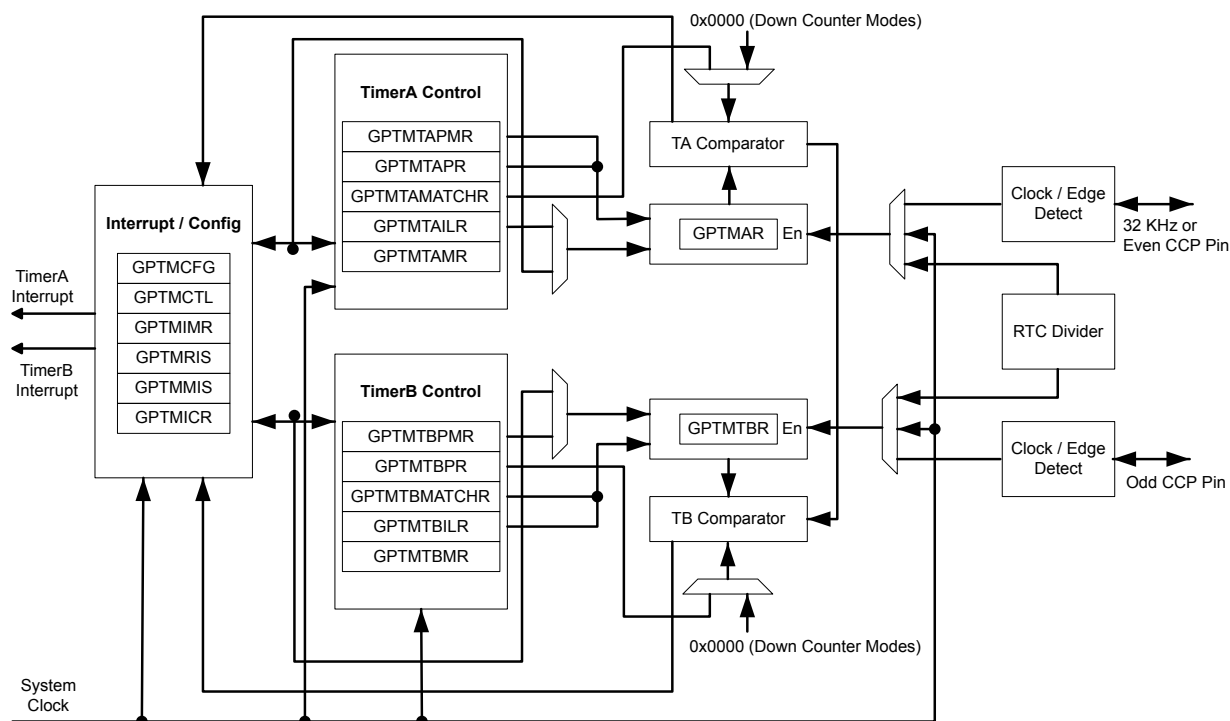 0x0000 (Down Counter Modes)
TimerA Control
GPTMTAPMR
GPTMTAPR
GPTMTAMATCHR
GPTMTAILR
GPTMTAMR
TA Comparator
GPTMAR
En
Clock / Edge
Detect
32 KHz or
Even CCP Pin
Interrupt / Config
GPTMCFG
GPTMCTL
GPTMIMR
GPTMRIS
GPTMMIS
GPTMICR
TimerA
Interrupt
TimerB
Interrupt
RTC Divider
TimerB Control
GPTMTBPMR
GPTMTBPR
GPTMTBMATCHR
GPTMTBILR
GPTMTBMR
GPTMTBR
En
TB Comparator
Clock / Edge
Detect
Odd CCP Pin
0x0000 (Down Counter Modes)
System
Clock